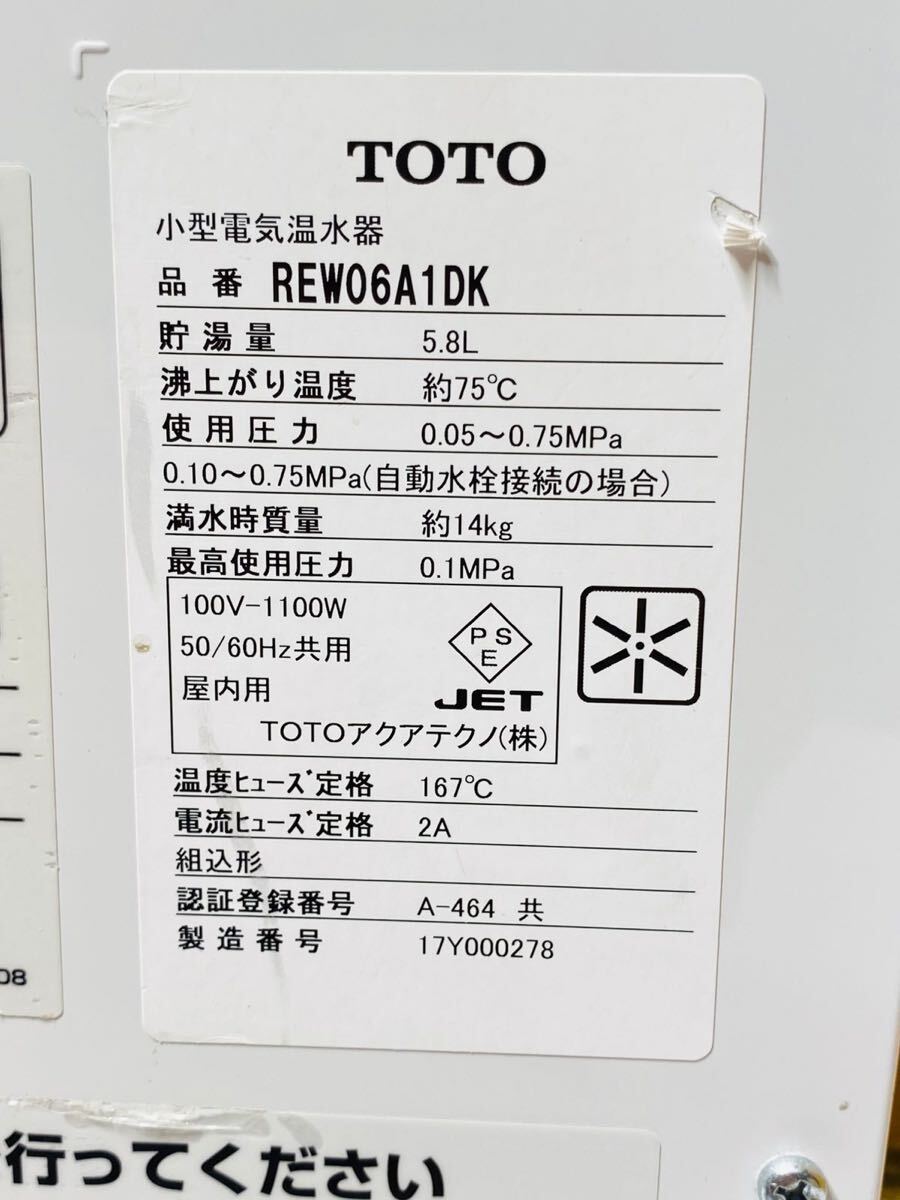 TOTO
小型電気温水器
品番 REW06A1DK
貯湯量 5.8L
沸上がり温度 約75℃
使用圧力 0.05～0.75MPa
0.10～0.75MPa(自動水栓接続の場合)
満水時質量 約14kg
最高使用圧力 0.1MPa
100V-1100W
50/60Hz共用
屋内用
PSE
JET
TOTOアクアテクノ(株)
温度ヒューズ定格 167℃
電流ヒューズ定格 2A
組込形
認証登録番号 A-464 共
製造番号 17Y000278
08
行ってください